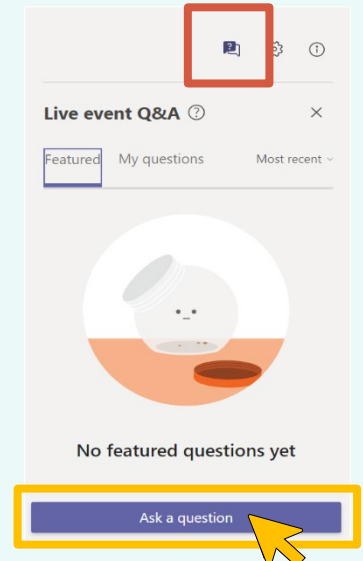 Live event Q&A
Featured My questions Most recent
No featured questions yet
Ask a question